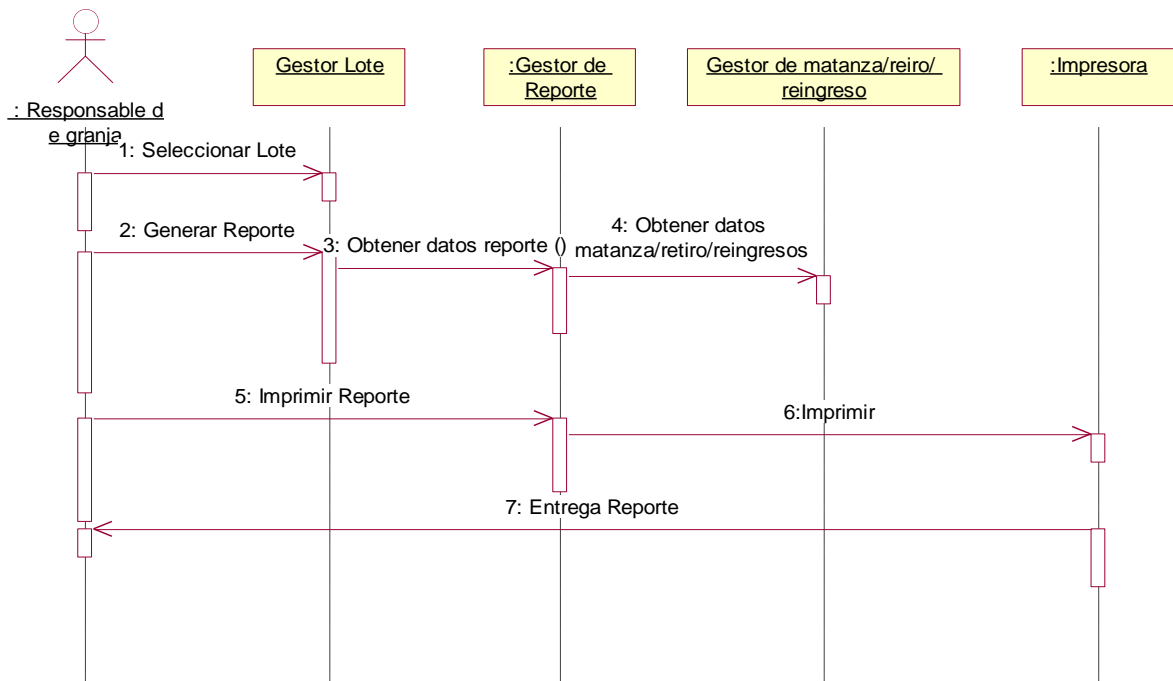 Gestor Lote
:Gestor de
Reporte
Gestor de matanza/reiro/
reingreso
:Impresora
: Responsable d
e granja
1: Seleccionar Lote
2: Generar Reporte
3: Obtener datos reporte ()
4: Obtener datos
matanza/retiro/reingresos
5: Imprimir Reporte
6:Imprimir
7: Entrega Reporte